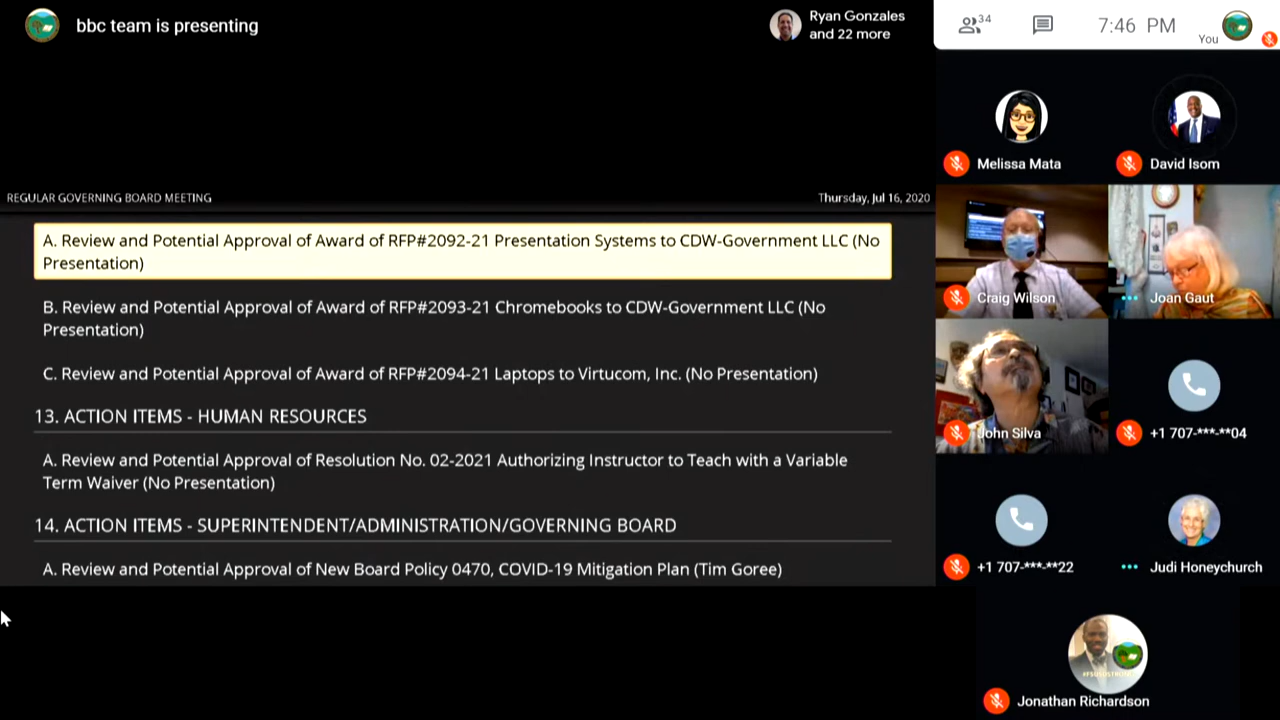 bbc team is presenting
Ryan Gonzales
and 22 more
34
7:46 PM
You
REGULAR GOVERNING BOARD MEETING
Thursday, Jul 16, 2020
A. Review and Potential Approval of Award of RFP#2092-21 Presentation Systems to CDW-Government LLC (No
Presentation)
B. Review and Potential Approval of Award of RFP#2093-21 Chromebooks to CDW-Government LLC (No
Presentation)
C. Review and Potential Approval of Award of RFP#2094-21 Laptops to Virtucom, Inc. (No Presentation)
13. ACTION ITEMS - HUMAN RESOURCES
A. Review and Potential Approval of Resolution No. 02-2021 Authorizing Instructor to Teach with a Variable
Term Waiver (No Presentation)
14. ACTION ITEMS - SUPERINTENDENT/ADMINISTRATION/GOVERNING BOARD
A. Review and Potential Approval of New Board Policy 0470, COVID-19 Mitigation Plan (Tim Goree)
Melissa Mata
David Isom
Craig Wilson
Joan Gaut
John Silva
+1 707-***-**04
+1 707-***-**22
Judi Honeychurch
Jonathan Richardson